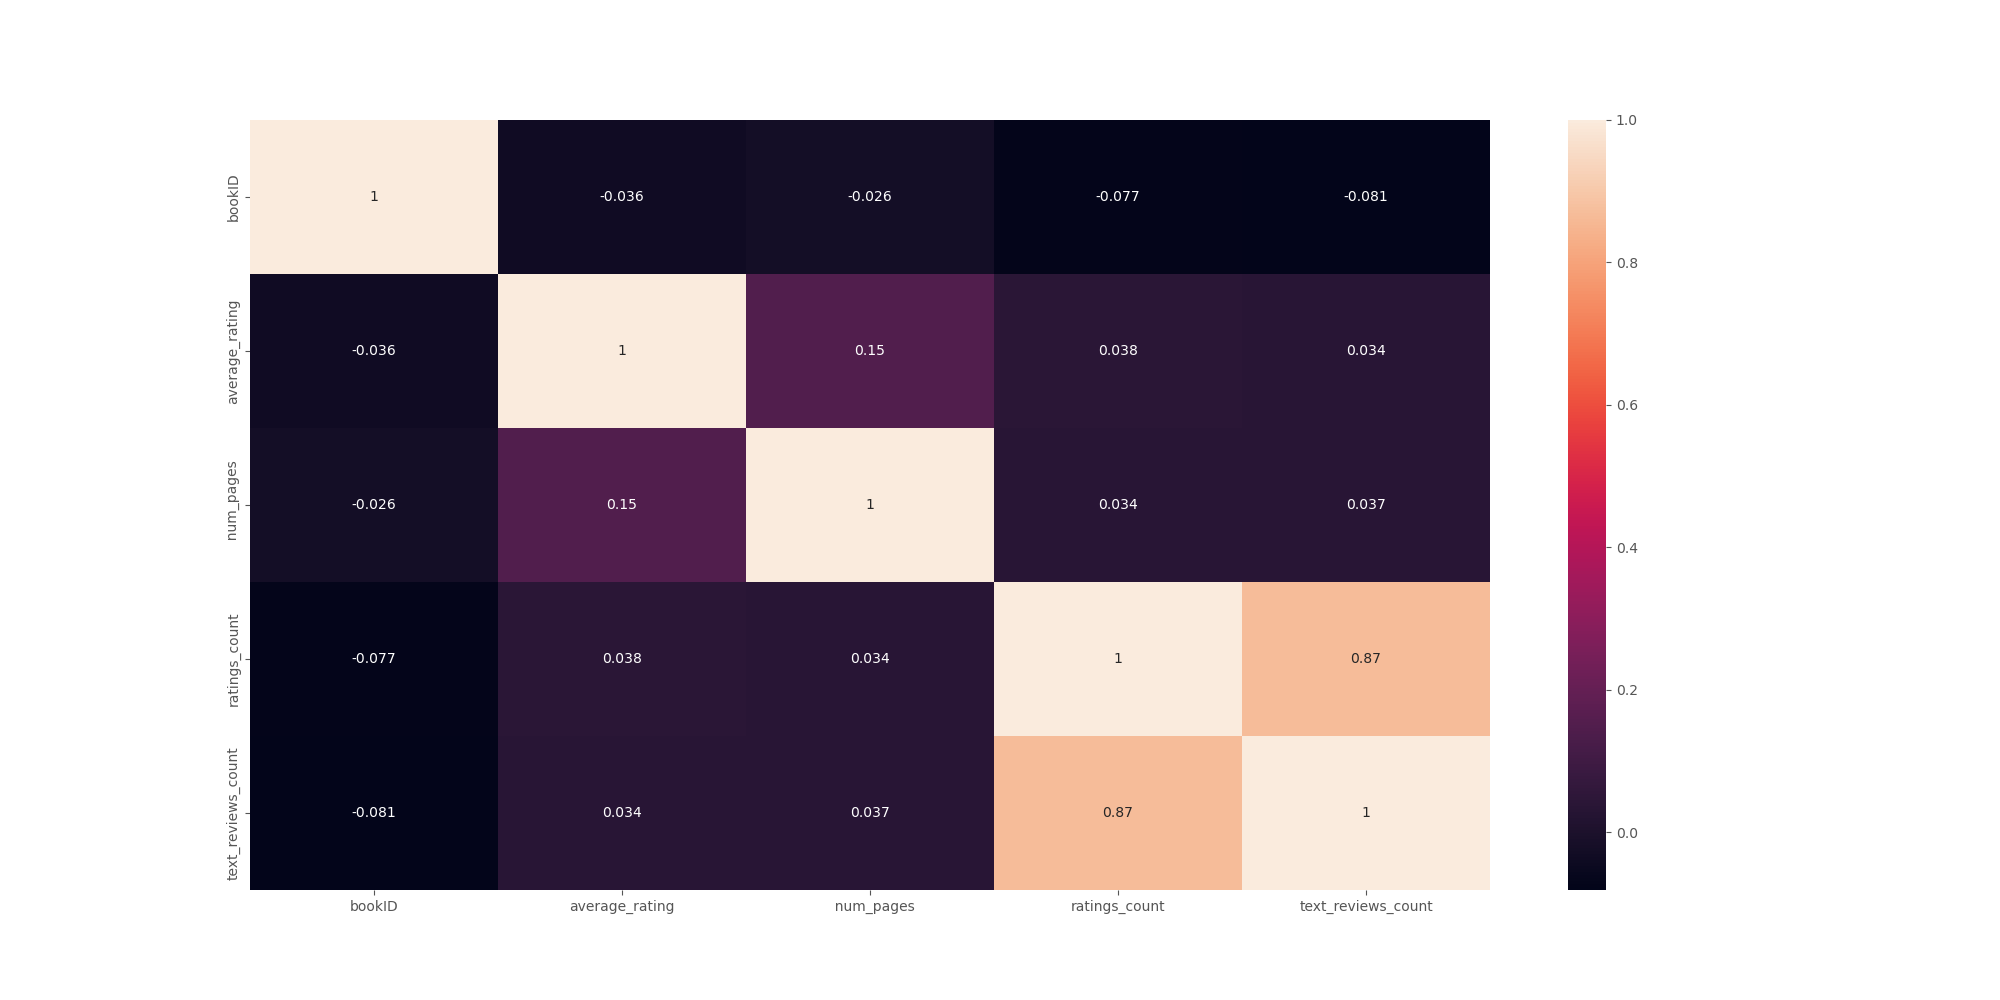 bookID 1 -0.036 -0.026 -0.077 -0.081
average_rating -0.036 1 0.15 0.038 0.034
num_pages -0.026 0.15 1 0.034 0.037
ratings_count -0.077 0.038 0.034 1 0.87
text_reviews_count -0.081 0.034 0.037 0.87 1
bookID average_rating num_pages ratings_count text_reviews_count
1.0
0.8
0.6
0.4
0.2
0.0